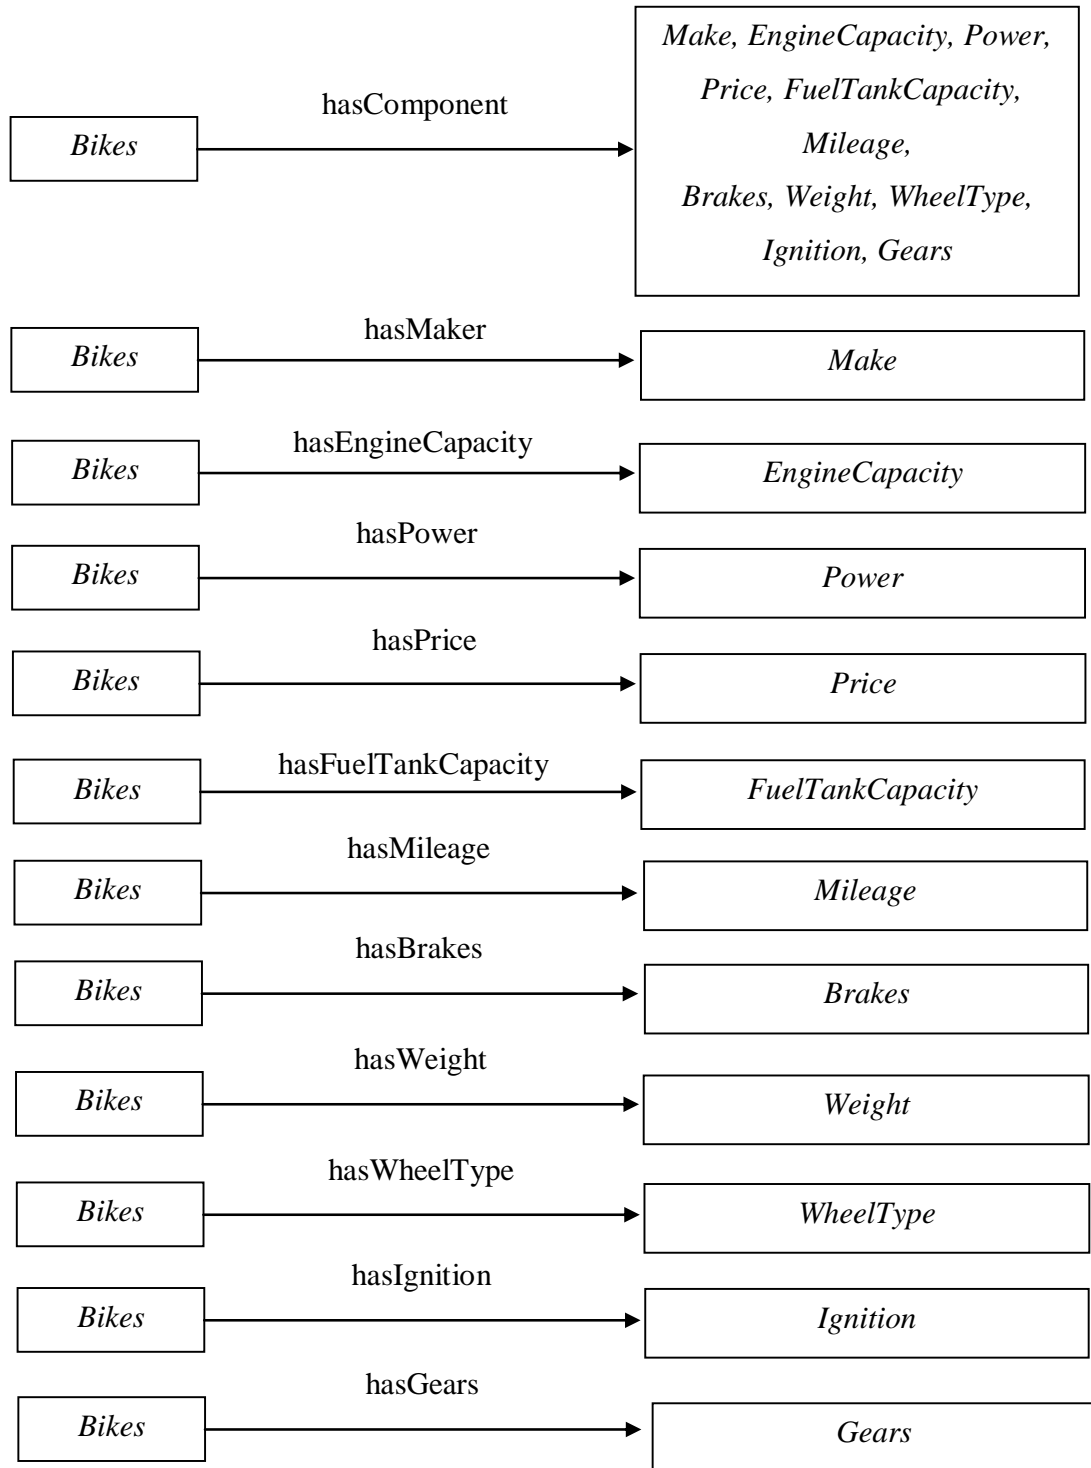 Make, EngineCapacity, Power,
Price, FuelTankCapacity,
Mileage,
Brakes, Weight, WheelType,
Ignition, Gears
hasComponent
Bikes
hasMaker
Bikes
Make
hasEngineCapacity
Bikes
EngineCapacity
hasPower
Bikes
Power
hasPrice
Bikes
Price
hasFuelTankCapacity
Bikes
FuelTankCapacity
hasMileage
Bikes
Mileage
hasBrakes
Bikes
Brakes
hasWeight
Bikes
Weight
hasWheelType
Bikes
WheelType
hasIgnition
Bikes
Ignition
hasGears
Bikes
Gears